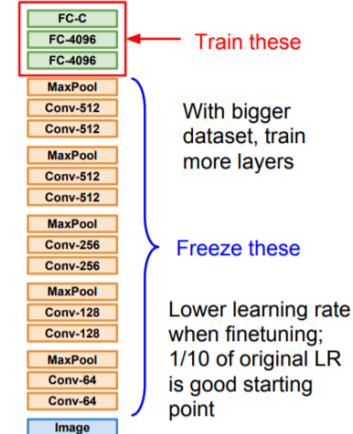 FC-C
FC-4096
FC-4096
Train these
MaxPool
Conv-512
Conv-512
MaxPool
Conv-512
Conv-512
MaxPool
Conv-256
Conv-256
MaxPool
Conv-128
Conv-128
MaxPool
Conv-64
Conv-64
Image
With bigger
dataset, train
more layers
Freeze these
Lower learning rate
when finetuning;
1/10 of original LR
is good starting
point